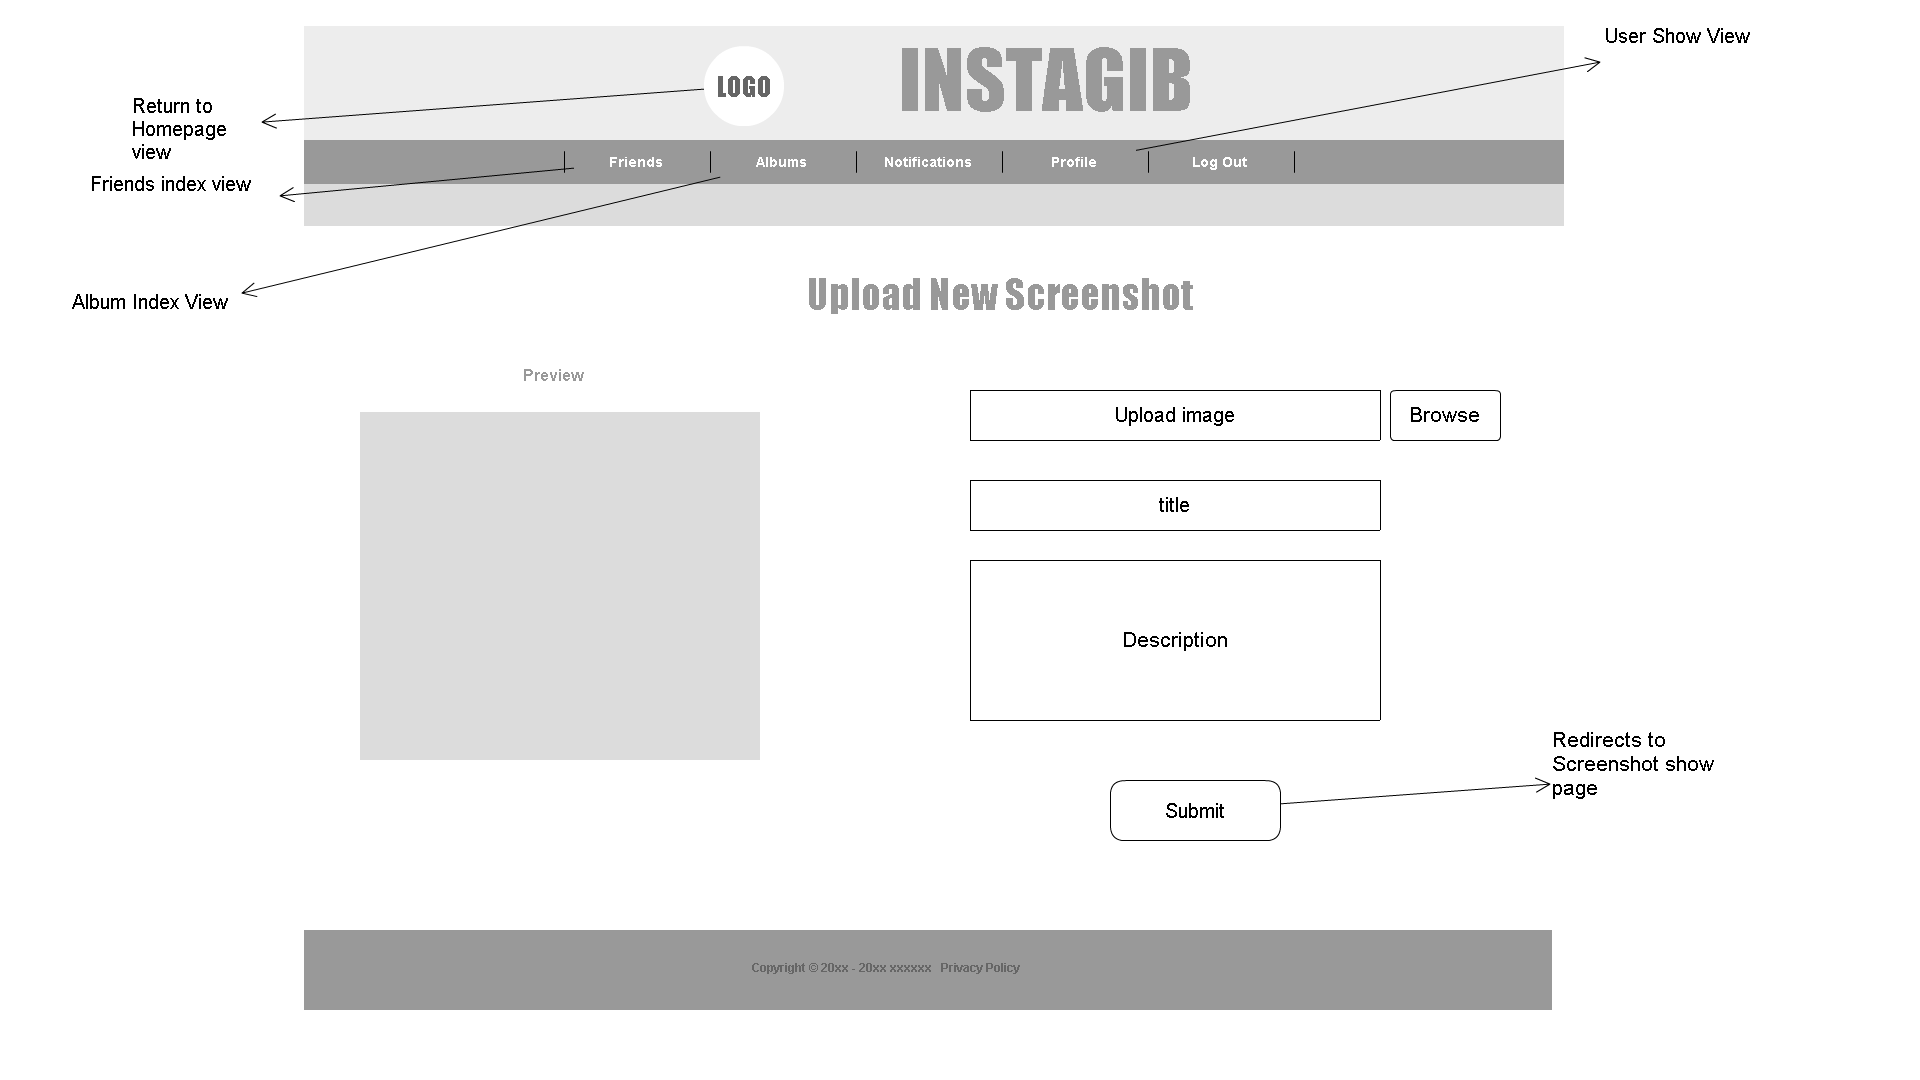 User Show View
INSTAGIB
LOGO
Return to
Homepage
view
Friends Albums Notifications Profile Log Out
Friends index view
Album Index View
Upload New Screenshot
Preview
Upload image
Browse
title
Description
Redirects to
Screenshot show
page
Submit
Copyright © 20xx - 20xx xxxxxx Privacy Policy